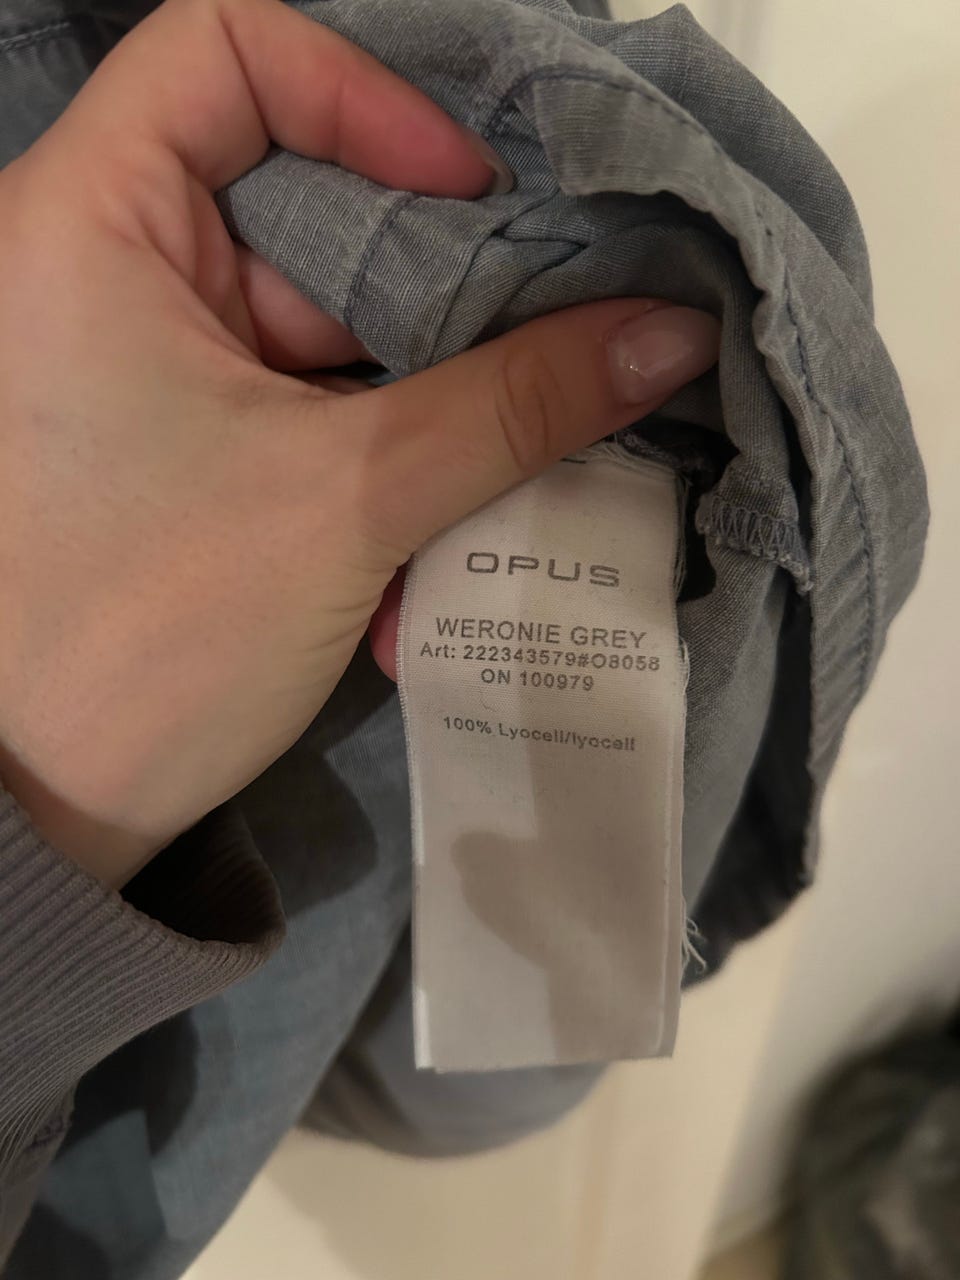 OPUS
WERONIE GREY
Art: 222343579#O8058
ON 100979
100% Lyocell/lyocell